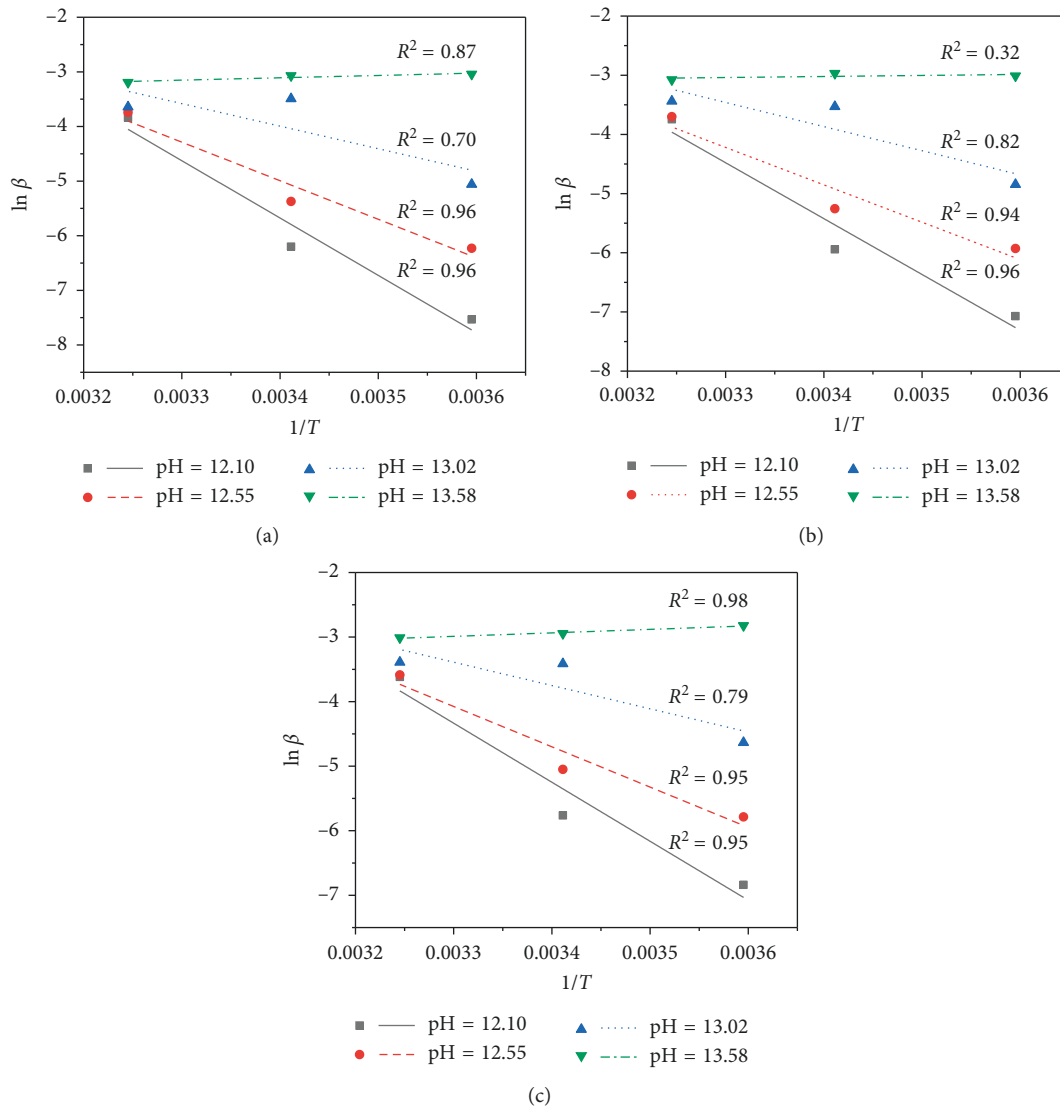 −2
−3
−4
−5
−6
−7
−8
ln β
R² = 0.87
R² = 0.70
R² = 0.96
R² = 0.96
0.0032 0.0033 0.0034 0.0035 0.0036
1/T
pH = 12.10 pH = 13.02
pH = 12.55 pH = 13.58
(a)
−2
−3
−4
−5
−6
−7
−8
ln β
R² = 0.32
R² = 0.82
R² = 0.94
R² = 0.96
0.0032 0.0033 0.0034 0.0035 0.0036
1/T
pH = 12.10 pH = 13.02
pH = 12.55 pH = 13.58
(b)
−2
−3
−4
−5
−6
−7
ln β
R² = 0.98
R² = 0.79
R² = 0.95
R² = 0.95
0.0032 0.0033 0.0034 0.0035 0.0036
1/T
pH = 12.10 pH = 13.02
pH = 12.55 pH = 13.58
(c)